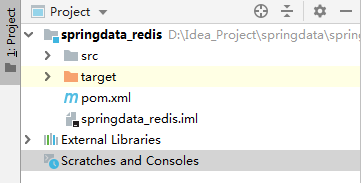 1: Project
Project
springdata_redis D:\Idea_Project\springdata\spring
src
target
pom.xml
springdata_redis.iml
External Libraries
Scratches and Consoles